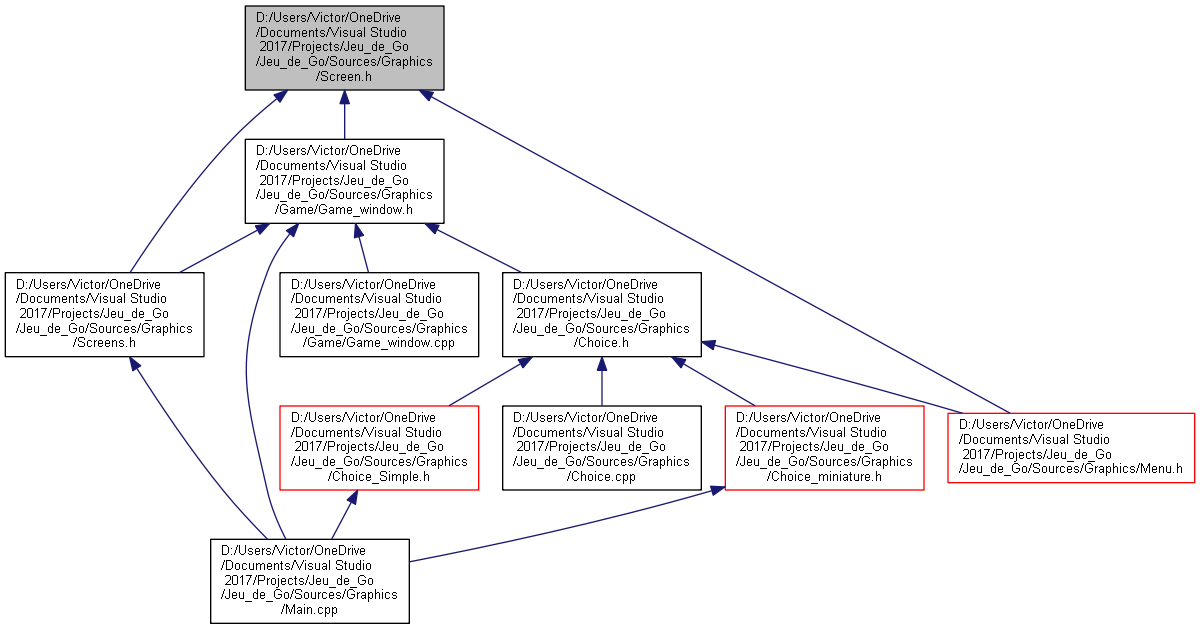 D:/Users/Victor/OneDrive
/Documents/Visual Studio
2017/Projects/Jeu_de_Go
/Jeu_de_Go/Sources/Graphics
/Screen.h
D:/Users/Victor/OneDrive
/Documents/Visual Studio
2017/Projects/Jeu_de_Go
/Jeu_de_Go/Sources/Graphics
/Game/Game_window.h
D:/Users/Victor/OneDrive
/Documents/Visual Studio
2017/Projects/Jeu_de_Go
/Jeu_de_Go/Sources/Graphics
/Screens.h
D:/Users/Victor/OneDrive
/Documents/Visual Studio
2017/Projects/Jeu_de_Go
/Jeu_de_Go/Sources/Graphics
/Game/Game_window.cpp
D:/Users/Victor/OneDrive
/Documents/Visual Studio
2017/Projects/Jeu_de_Go
/Jeu_de_Go/Sources/Graphics
/Choice.h
D:/Users/Victor/OneDrive
/Documents/Visual Studio
2017/Projects/Jeu_de_Go
/Jeu_de_Go/Sources/Graphics
/Choice_Simple.h
D:/Users/Victor/OneDrive
/Documents/Visual Studio
2017/Projects/Jeu_de_Go
/Jeu_de_Go/Sources/Graphics
/Choice.cpp
D:/Users/Victor/OneDrive
/Documents/Visual Studio
2017/Projects/Jeu_de_Go
/Jeu_de_Go/Sources/Graphics
/Choice_miniature.h
D:/Users/Victor/OneDrive
/Documents/Visual Studio
2017/Projects/Jeu_de_Go
/Jeu_de_Go/Sources/Graphics/Menu.h
D:/Users/Victor/OneDrive
/Documents/Visual Studio
2017/Projects/Jeu_de_Go
/Jeu_de_Go/Sources/Graphics
/Main.cpp